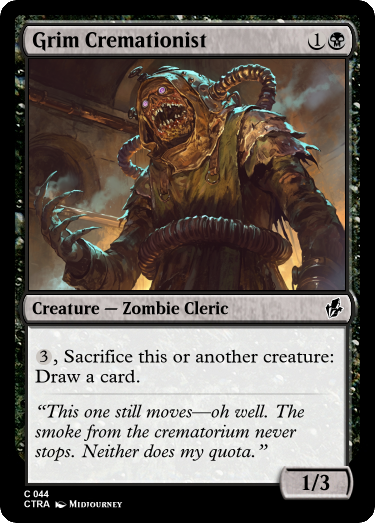 Grim Cremationist 1
Creature — Zombie Cleric
3, Sacrifice this or another creature:
Draw a card.
“This one still moves—oh well. The
smoke from the crematorium never
stops. Neither does my quota.”
1/3
C 044
CTRA Midjourney